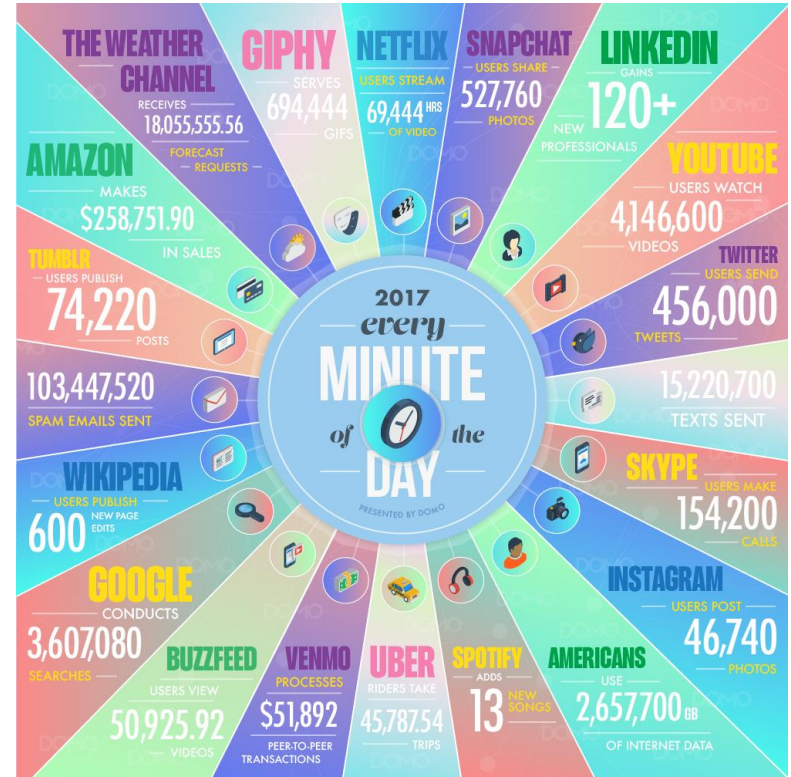 THE WEATHER
CHANNEL
RECEIVES
18,055,555.56
FORECAST
REQUESTS
GIPHY
SERVES
694,444
GIFS
NETFLIX
USERS STREAM
69,444 HRS
OF VIDEO
SNAPCHAT
USERS SHARE
527,760
PHOTOS
LINKEDIN
GAINS
120+
NEW
PROFESSIONALS
YOUTUBE
USERS WATCH
4,146,600
VIDEOS
TWITTER
USERS SEND
456,000
TWEETS
15,220,700
TEXTS SENT
SKYPE
USERS MAKE
154,200
CALLS
INSTAGRAM
USERS POST
46,740
PHOTOS
AMERICANS
USE
2,657,700 GB
OF INTERNET DATA
SPOTIFY
ADDS
13 NEW
SONGS
UBER
RIDERS TAKE
45,787.54
TRIPS
VENMO
PROCESSES
$51,892
PEER-TO-PEER
TRANSACTIONS
BUZZFEED
USERS VIEW
50,925.92
VIDEOS
GOOGLE
CONDUCTS
3,607,080
SEARCHES
WIKIPEDIA
USERS PUBLISH
600 NEW PAGE
EDITS
103,447,520
SPAM EMAILS SENT
TUMBLR
USERS PUBLISH
74,220
POSTS
AMAZON
MAKES
$258,751.90
IN SALES
2017
every
MINUTE
of the
DAY
PRESENTED BY DOMO
DOMO